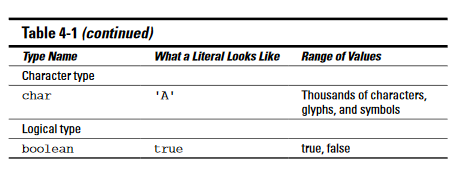 Table 4-1 (continued)
Type Name What a Literal Looks Like Range of Values
Character type
char 'A' Thousands of characters,
glyphs, and symbols
Logical type
boolean true true, false